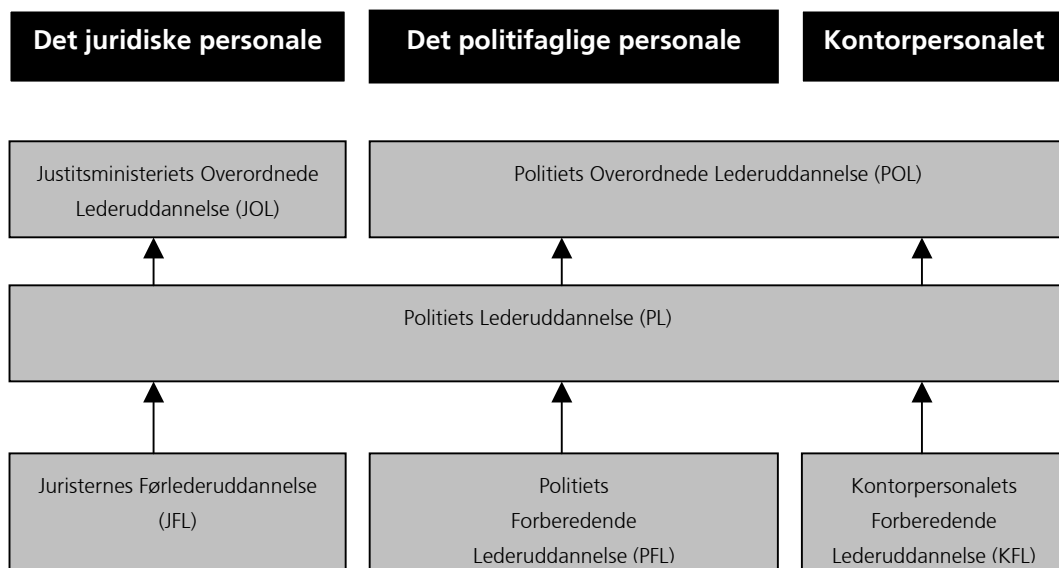 Det juridiske personale
Det politifaglige personale
Kontorpersonalet
Justitsministeriets Overordnede
Lederuddannelse (JOL)
Politiets Overordnede Lederuddannelse (POL)
Politiets Lederuddannelse (PL)
Juristernes Førlederuddannelse
(JFL)
Politiets
Forberedende
Lederuddannelse (PFL)
Kontorpersonalets
Forberedende
Lederuddannelse (KFL)